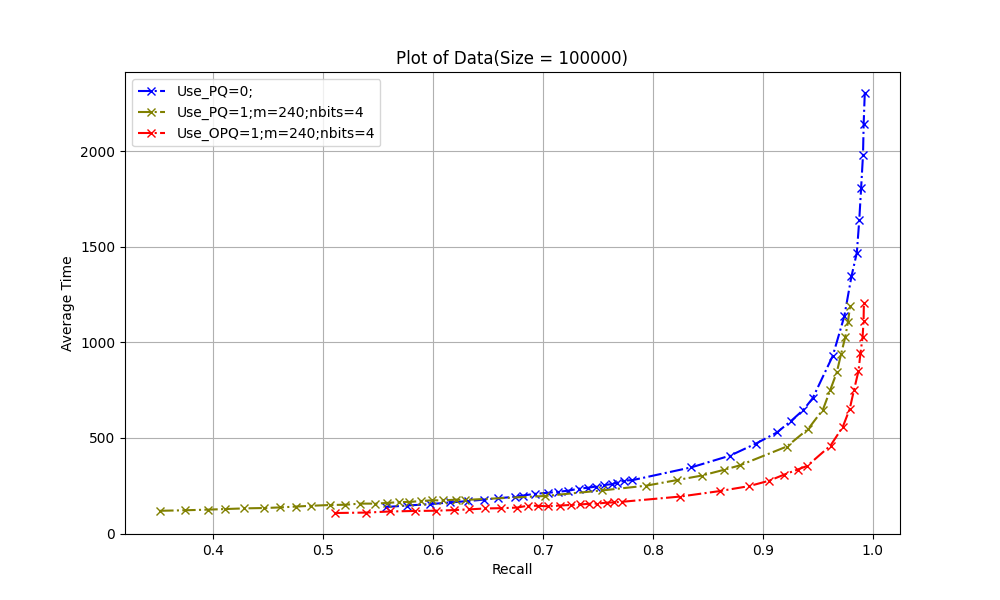 Plot of Data(Size = 100000)
Use_PQ=0;
Use_PQ=1;m=240;nbits=4
Use_OPQ=1;m=240;nbits=4
2000
1500
1000
500
0
Average Time
0.4 0.5 0.6 0.7 0.8 0.9 1.0
Recall